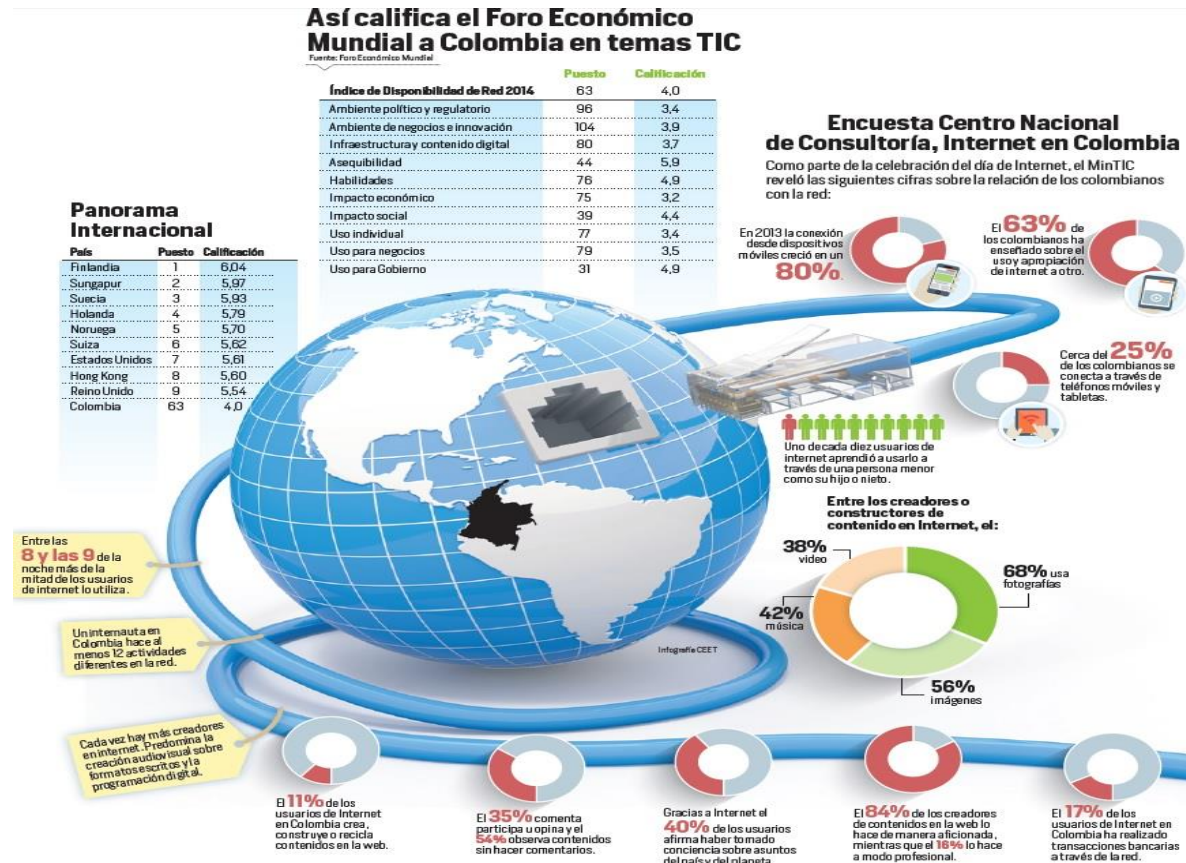 Así califica el Foro Económico
Mundial a Colombia en temas TIC
Fuente: Foro Económico Mundial
Puesto Calificación
Índice de Disponibilidad de Red 2014 63 4,0
Ambiente político y regulatorio 96 3,4
Ambiente de negocios e innovación 104 3,9
Infraestructura y contenido digital 80 3,7
Asequibilidad 44 5,9
Habilidades 76 4,9
Impacto económico 75 3,2
Impacto social 39 4,4
Uso individual 77 3,4
Uso para negocios 79 3,5
Uso para Gobierno 31 4,9
Panorama
Internacional
País Puesto Calificación
Finlandia 1 6,04
Sungapur 2 5,97
Suecia 3 5,93
Holanda 4 5,79
Noruega 5 5,70
Suiza 6 5,62
Estados Unidos 7 5,61
Hong Kong 8 5,60
Reino Unido 9 5,54
Colombia 63 4,0
Encuesta Centro Nacional
de Consultoría, Internet en Colombia
Como parte de la celebración del día de Internet, el MinTIC
reveló las siguientes cifras sobre la relación de los colombianos
con la red:
En 2013 la conexión
desde dispositivos
móviles creció en un
80%.
El 63% de
los colombianos ha
enseñado sobre el
uso y apropiación
de internet a otro.
Cerca del 25%
de los colombianos se
conecta a través de
teléfonos móviles y
tabletas.
Uno de cada diez usuarios de
internet aprendió a usarlo a
través de una persona menor
como su hijo o nieto.
Entre los creadores o
constructores de
contenido en Internet, el:
38%
video
68% usa
fotografías
42%
música
56%
imágenes
Infografía CEET
Entre las
8 y las 9 de la
noche más de la
mitad de los usuarios
de internet lo utiliza.
Un internauta en
Colombia hace al
menos 12 actividades
diferentes en la red.
Cada vez hay más creadores
en internet. Predomina la
creación audiovisual sobre
formatos escritos y la
programación digital.
El 11% de los
usuarios de Internet
en Colombia crea,
construye o recicla
contenidos en la web.
El 35% comenta
participa u opina y el
54% observa contenidos
sin hacer comentarios.
Gracias a Internet el
40% de los usuarios
afirma haber tomado
conciencia sobre asuntos
del país y del planeta
El 84% de los creadores
de contenidos en la web lo
hace de manera aficionada,
mientras que el 16% lo hace
a modo profesional.
El 17% de los
usuarios de Internet en
Colombia ha realizado
transacciones bancarias
a través de la red.